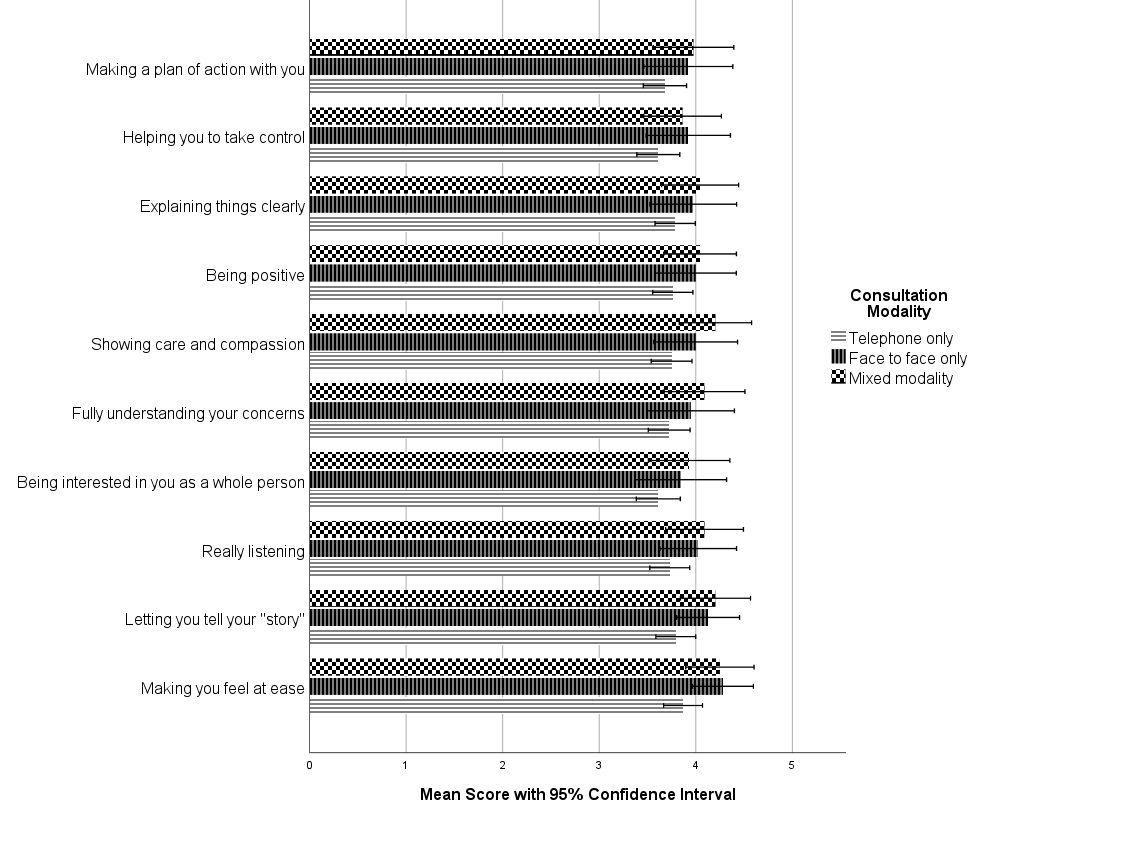 Making a plan of action with you
Helping you to take control
Explaining things clearly
Being positive
Showing care and compassion
Fully understanding your concerns
Being interested in you as a whole person
Really listening
Letting you tell your "story"
Making you feel at ease
0 1 2 3 4 5
Mean Score with 95% Confidence Interval
Consultation
Modality
Telephone only
Face to face only
Mixed modality